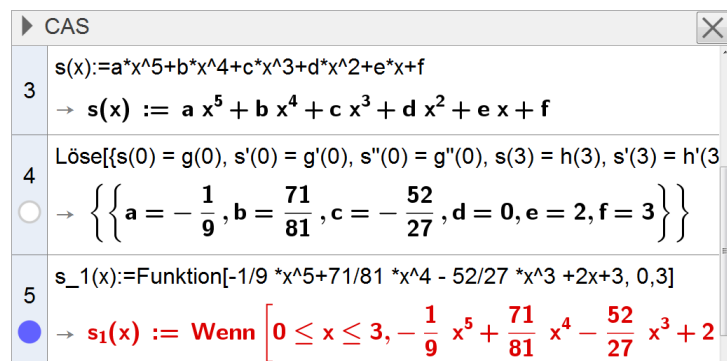 CAS
3
s(x):=a*x^5+b*x^4+c*x^3+d*x^2+e*x+f
→ s(x) := a x⁵ + b x⁴ + c x³ + d x² + e x + f
4
Löse[{s(0) = g(0), s'(0) = g'(0), s''(0) = g''(0), s(3) = h(3), s'(3) = h'(3
→ {{a = −1/9, b = 71/81, c = −52/27, d = 0, e = 2, f = 3}}
5
s_1(x):=Funktion[-1/9 *x^5+71/81 *x^4 - 52/27 *x^3 +2x+3, 0,3]
→ s₁(x) := Wenn[0 ≤ x ≤ 3, −1/9 x⁵ + 71/81 x⁴ − 52/27 x³ + 2